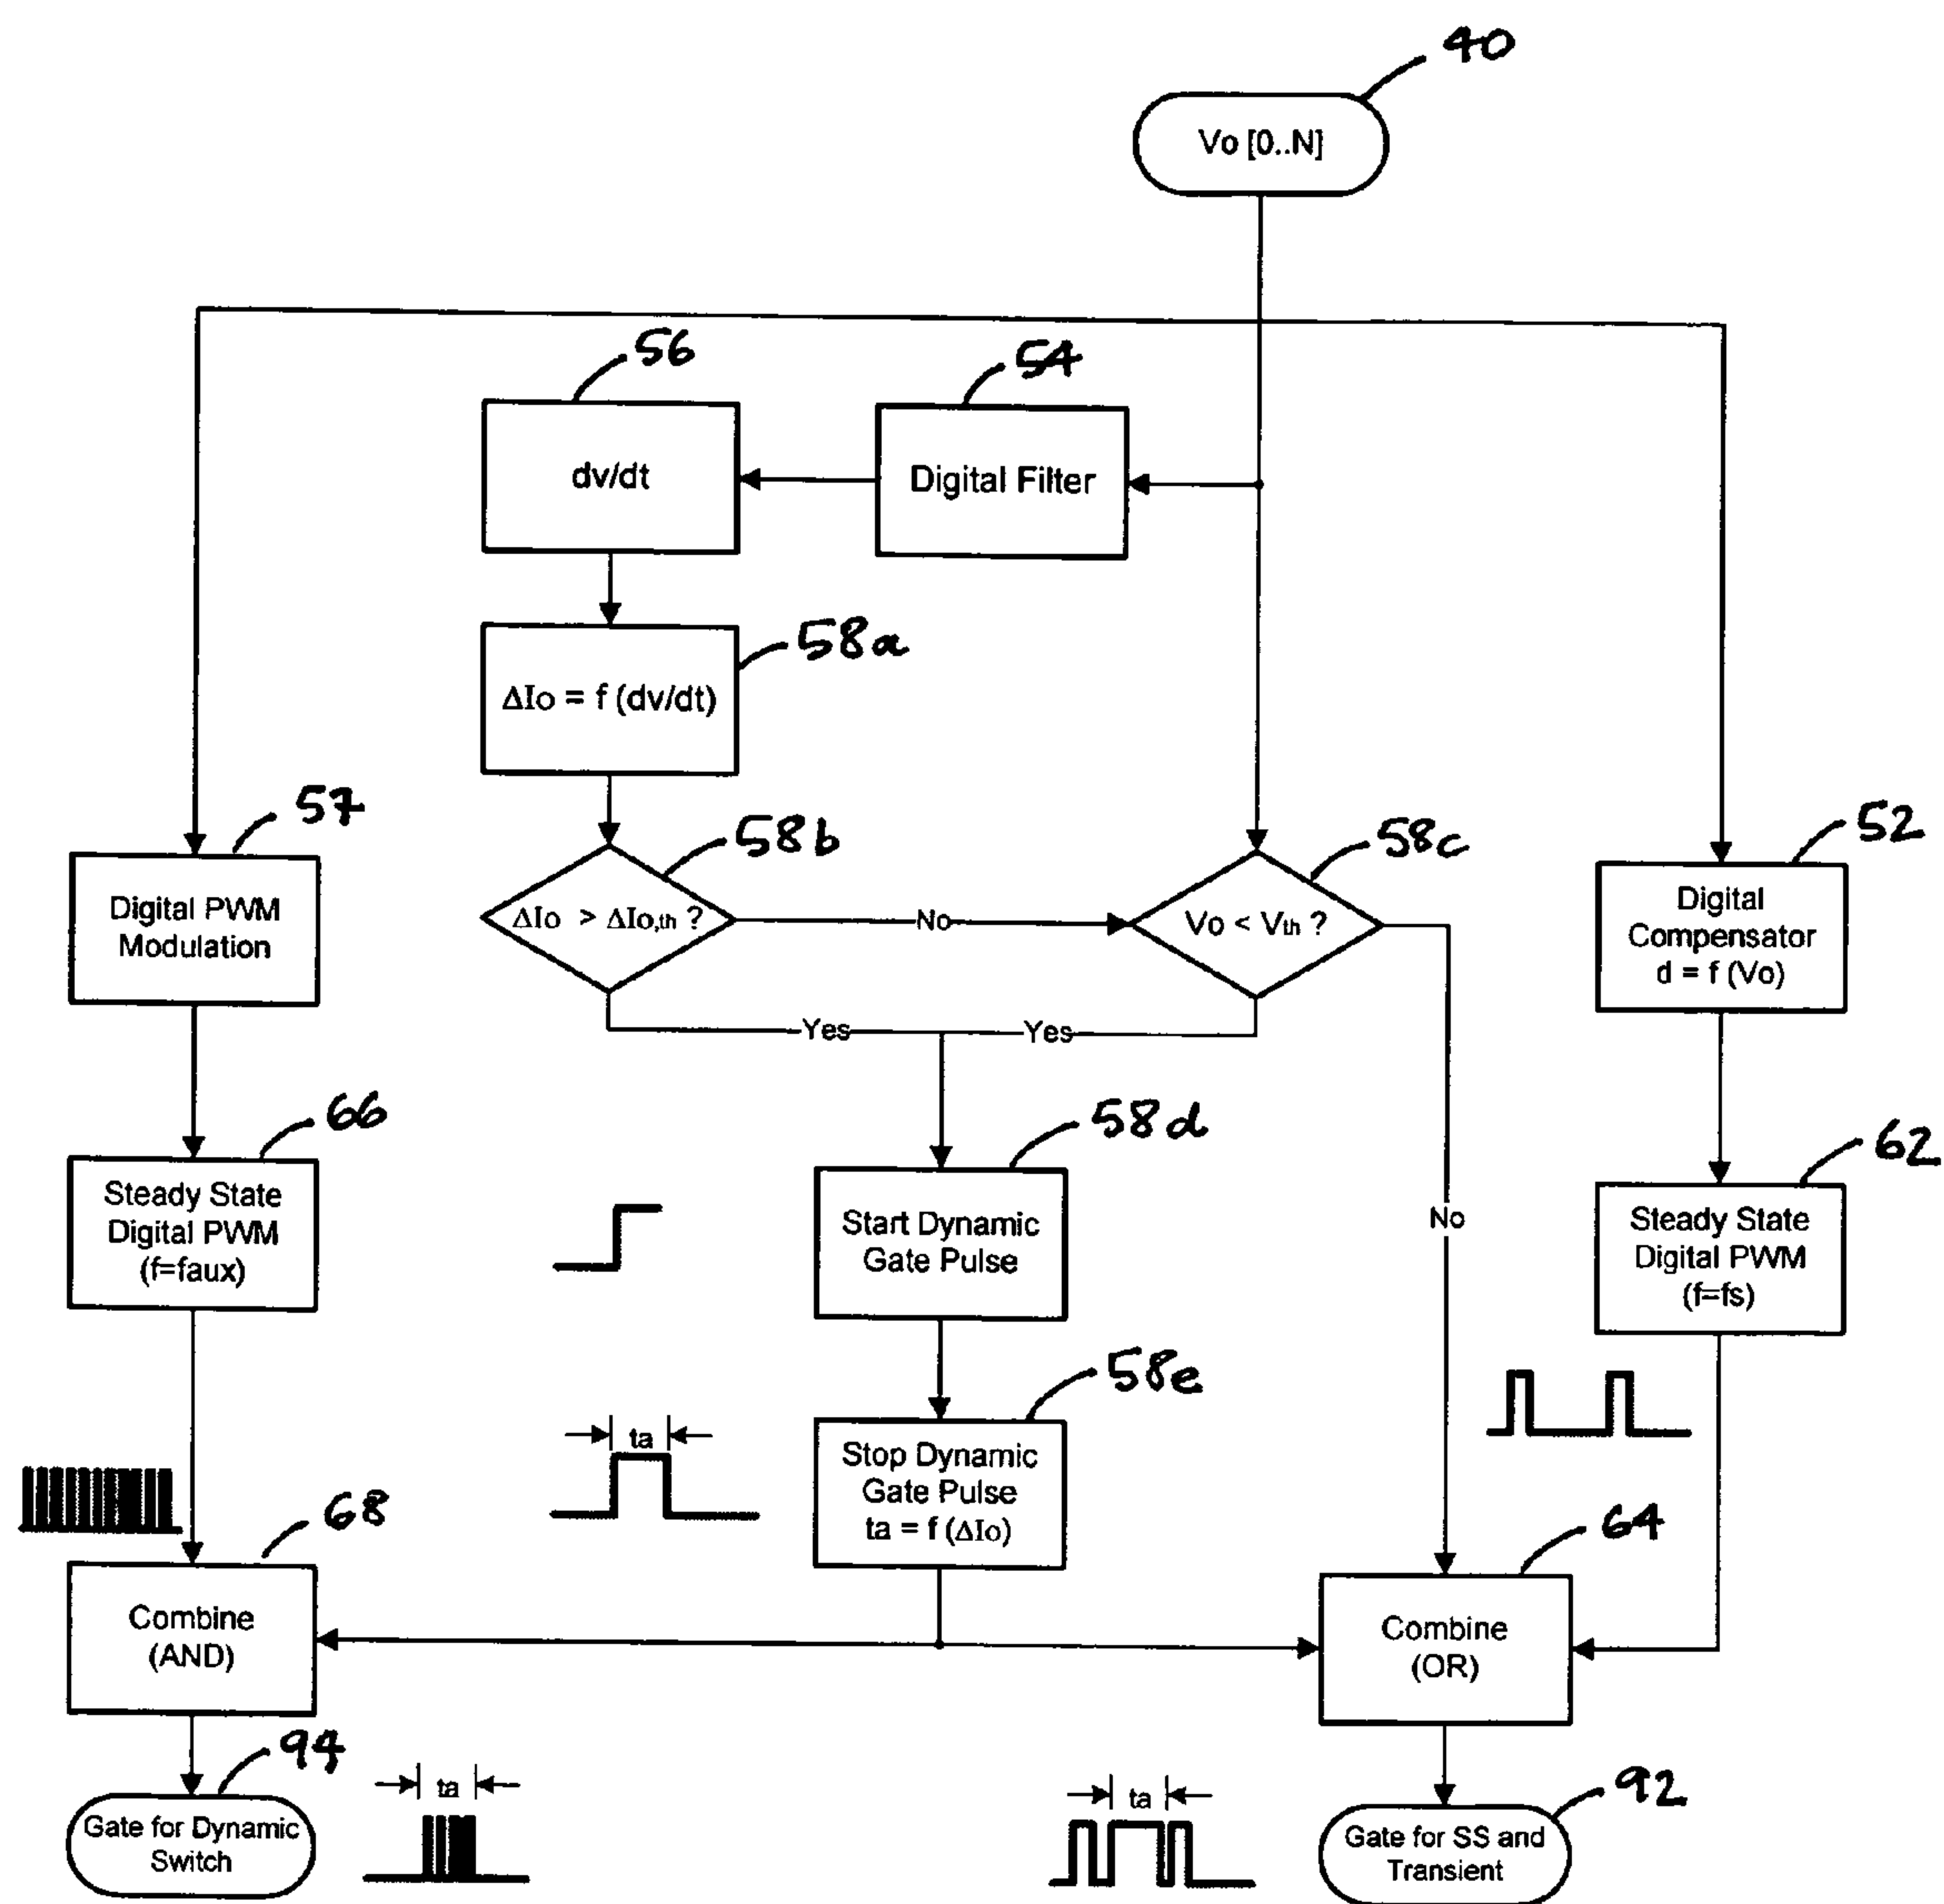 40
Vo [0..N]
56
54
dv/dt
Digital Filter
58a
ΔIo = f (dv/dt)
57
58b
58c
52
Digital PWM
Modulation
ΔIo > ΔIo,th ?
No
Vo < Vth ?
Digital
Compensator
d = f (Vo)
Yes
Yes
66
58d
62
Steady State
Digital PWM
(f=faux)
Start Dynamic
Gate Pulse
No
Steady State
Digital PWM
(f=fs)
58e
ta
Stop Dynamic
Gate Pulse
ta = f (ΔIo)
68
64
Combine
(AND)
Combine
(OR)
94
ta
ta
92
Gate for Dynamic
Switch
Gate for SS and
Transient